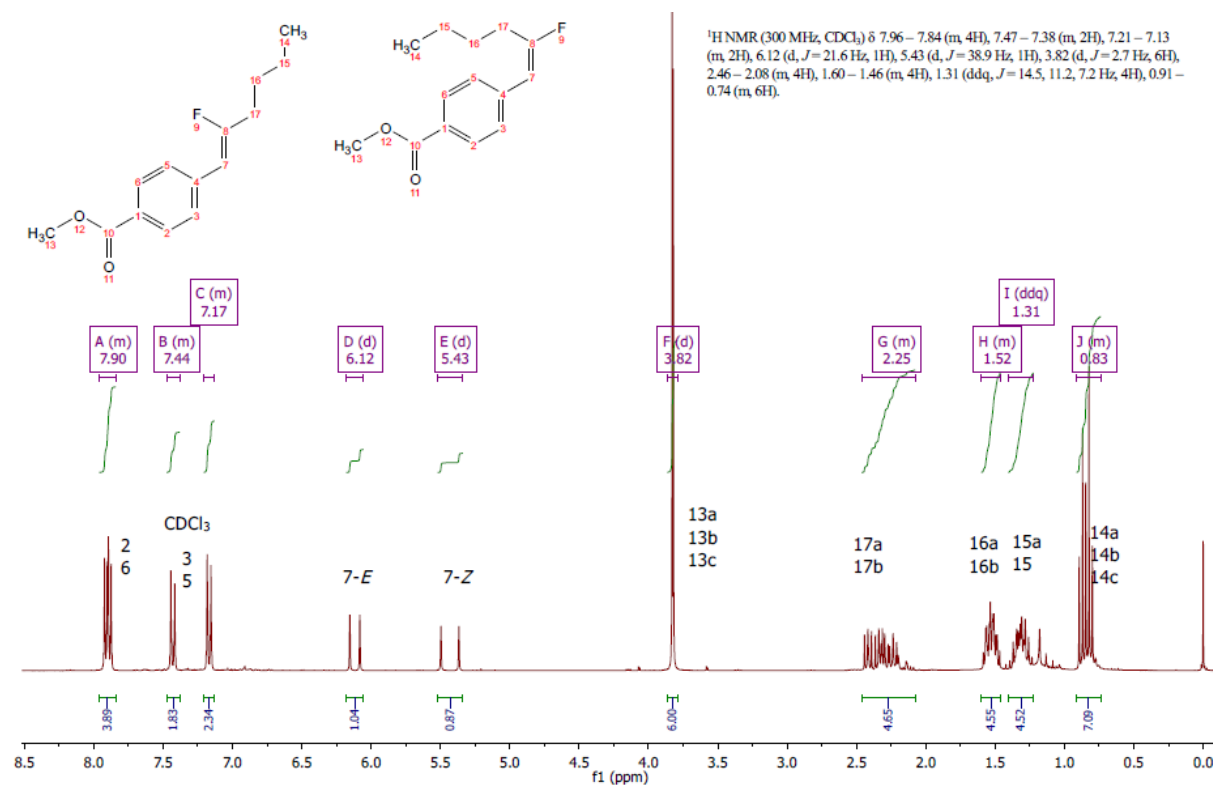 ¹H NMR (300 MHz, CDCl₃) δ 7.96 – 7.84 (m, 4H), 7.47 – 7.38 (m, 2H), 7.21 – 7.13
(m, 2H), 6.12 (d, J = 21.6 Hz, 1H), 5.43 (d, J = 38.9 Hz, 1H), 3.82 (d, J = 2.7 Hz, 6H),
2.46 – 2.08 (m, 4H), 1.60 – 1.46 (m, 4H), 1.31 (ddq, J = 14.5, 11.2, 7.2 Hz, 4H), 0.91 –
0.74 (m, 6H).
CH₃
14
15
16
17
F
9
8
7
5
4
6
3
1
2
O
12
10
H₃C
13
O
11
15
17
F
9
H₃C
14
16
8
7
5
4
6
3
1
2
O
12
10
H₃C
13
O
11
C (m)
7.17
I (ddq)
1.31
A (m)
7.90
B (m)
7.44
D (d)
6.12
E (d)
5.43
F (d)
3.82
G (m)
2.25
H (m)
1.52
J (m)
0.83
CDCl₃
2
6
3
5
7-E
7-Z
13a
13b
13c
17a
17b
16a
16b
15a
15
14a
14b
14c
3.89
1.83
2.34
1.04
0.87
6.00
4.65
4.55
4.52
7.09
8.5 8.0 7.5 7.0 6.5 6.0 5.5 5.0 4.5 4.0 3.5 3.0 2.5 2.0 1.5 1.0 0.5 0.0
f1 (ppm)